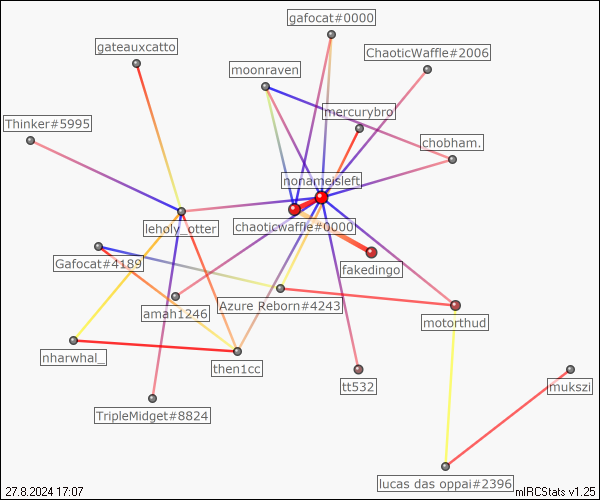 gafocat#0000
gateauxcatto
ChaoticWaffle#2006
moonraven
mercurybro
Thinker#5995
chobham.
nonameisleft
leholy_otter
chaoticwaffle#0000
Gafocat#4189
fakedingo
amah1246
Azure Reborn#4243
motorthud
nharwhal_
then1cc
tt532
mukszi
TripleMidget#8824
lucas das oppai#2396
27.8.2024 17:07
mIRCStats v1.25